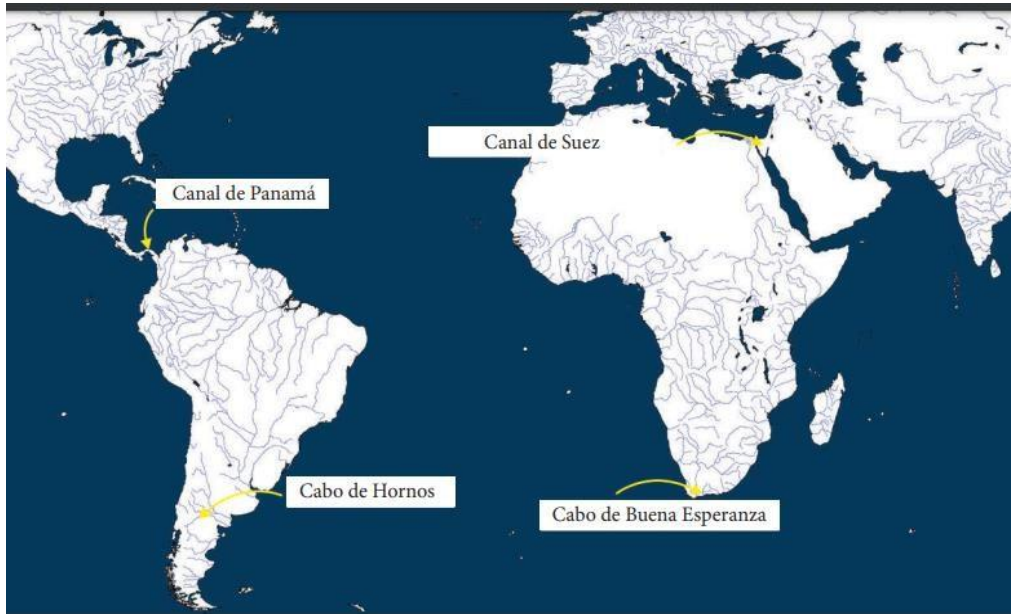 Canal de Suez
Canal de Panamá
Cabo de Hornos
Cabo de Buena Esperanza